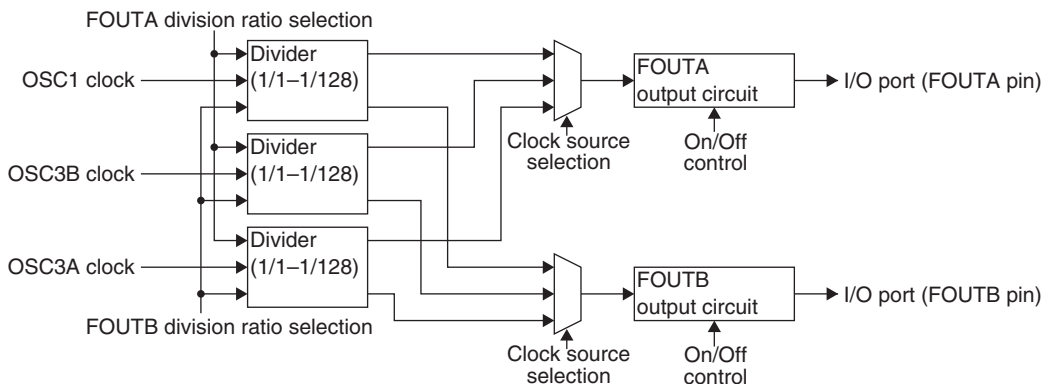 FOUTA division ratio selection
OSC1 clock
Divider
(1/1–1/128)
FOUTA
output circuit
I/O port (FOUTA pin)
Clock source
selection
On/Off
control
OSC3B clock
Divider
(1/1–1/128)
OSC3A clock
Divider
(1/1–1/128)
FOUTB
output circuit
I/O port (FOUTB pin)
FOUTB division ratio selection
Clock source
selection
On/Off
control